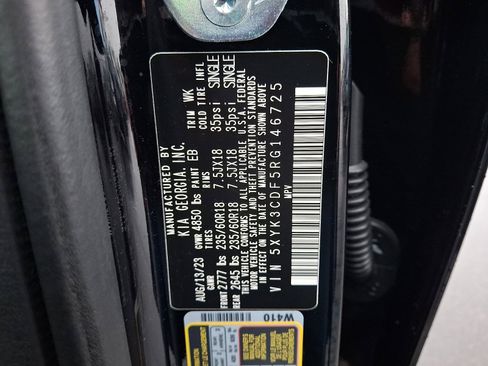 MANUFACTURED BY
KIA GEORGIA, INC.
AUG/13/23 GVWR 4850 lbs PAINT EB TRIM WK
TIRES RIMS COLD TIRE INFL
FRONT 2777 lbs 235/60R18 7.5JX18 35psi SINGLE
REAR 2645 lbs 235/60R18 7.5JX18 35psi SINGLE
THIS VEHICLE CONFORMS TO ALL APPLICABLE U.S.A. FEDERAL
MOTOR VEHICLE SAFETY AND THEFT PREVENTION STANDARDS
IN EFFECT ON THE DATE OF MANUFACTURE SHOWN ABOVE
MPV
VIN 5XYK3CDF5RG146725
W410